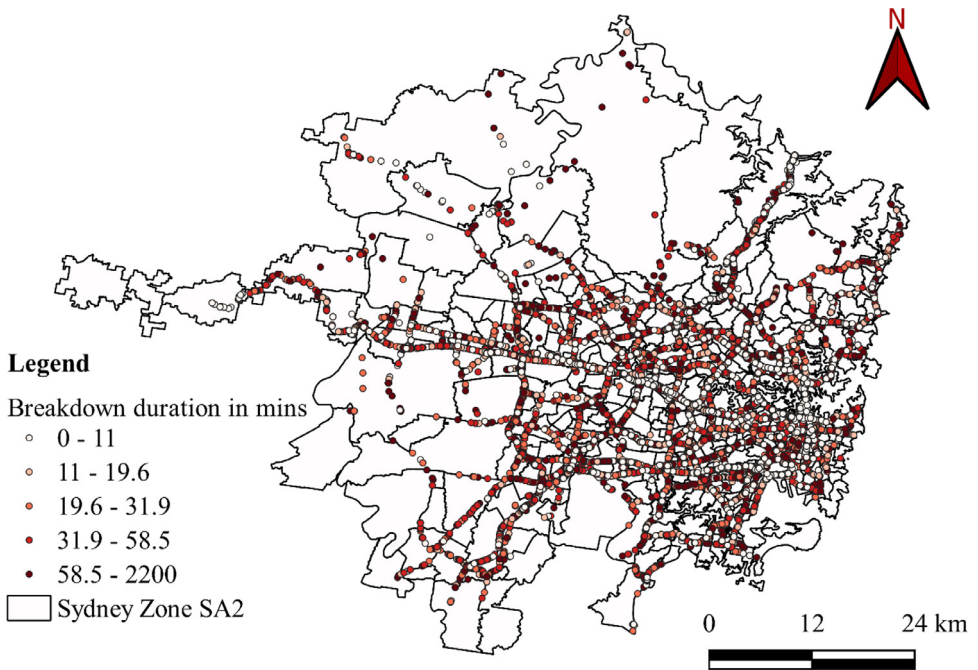 N
Legend
Breakdown duration in mins
0 - 11
11 - 19.6
19.6 - 31.9
31.9 - 58.5
58.5 - 2200
Sydney Zone SA2
0 12 24 km